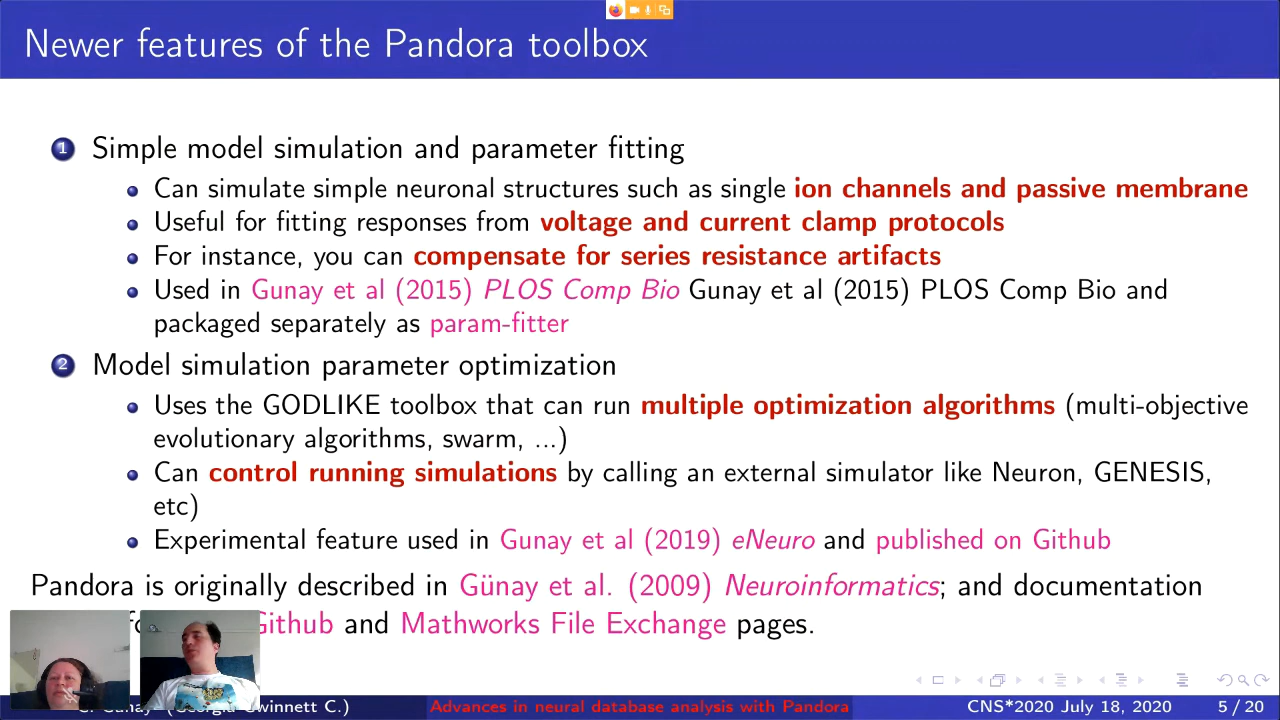 Newer features of the Pandora toolbox
1 Simple model simulation and parameter fitting
Can simulate simple neuronal structures such as single ion channels and passive membrane
Useful for fitting responses from voltage and current clamp protocols
For instance, you can compensate for series resistance artifacts
Used in Gunay et al (2015) PLOS Comp Bio Gunay et al (2015) PLOS Comp Bio and
packaged separately as param-fitter
2 Model simulation parameter optimization
Uses the GODLIKE toolbox that can run multiple optimization algorithms (multi-objective
evolutionary algorithms, swarm, ...)
Can control running simulations by calling an external simulator like Neuron, GENESIS,
etc)
Experimental feature used in Gunay et al (2019) eNeuro and published on Github
Pandora is originally described in Günay et al. (2009) Neuroinformatics; and documentation
Github and Mathworks File Exchange pages.
C.) Advances in neural database analysis with Pandora CNS*2020 July 18, 2020 5 / 20